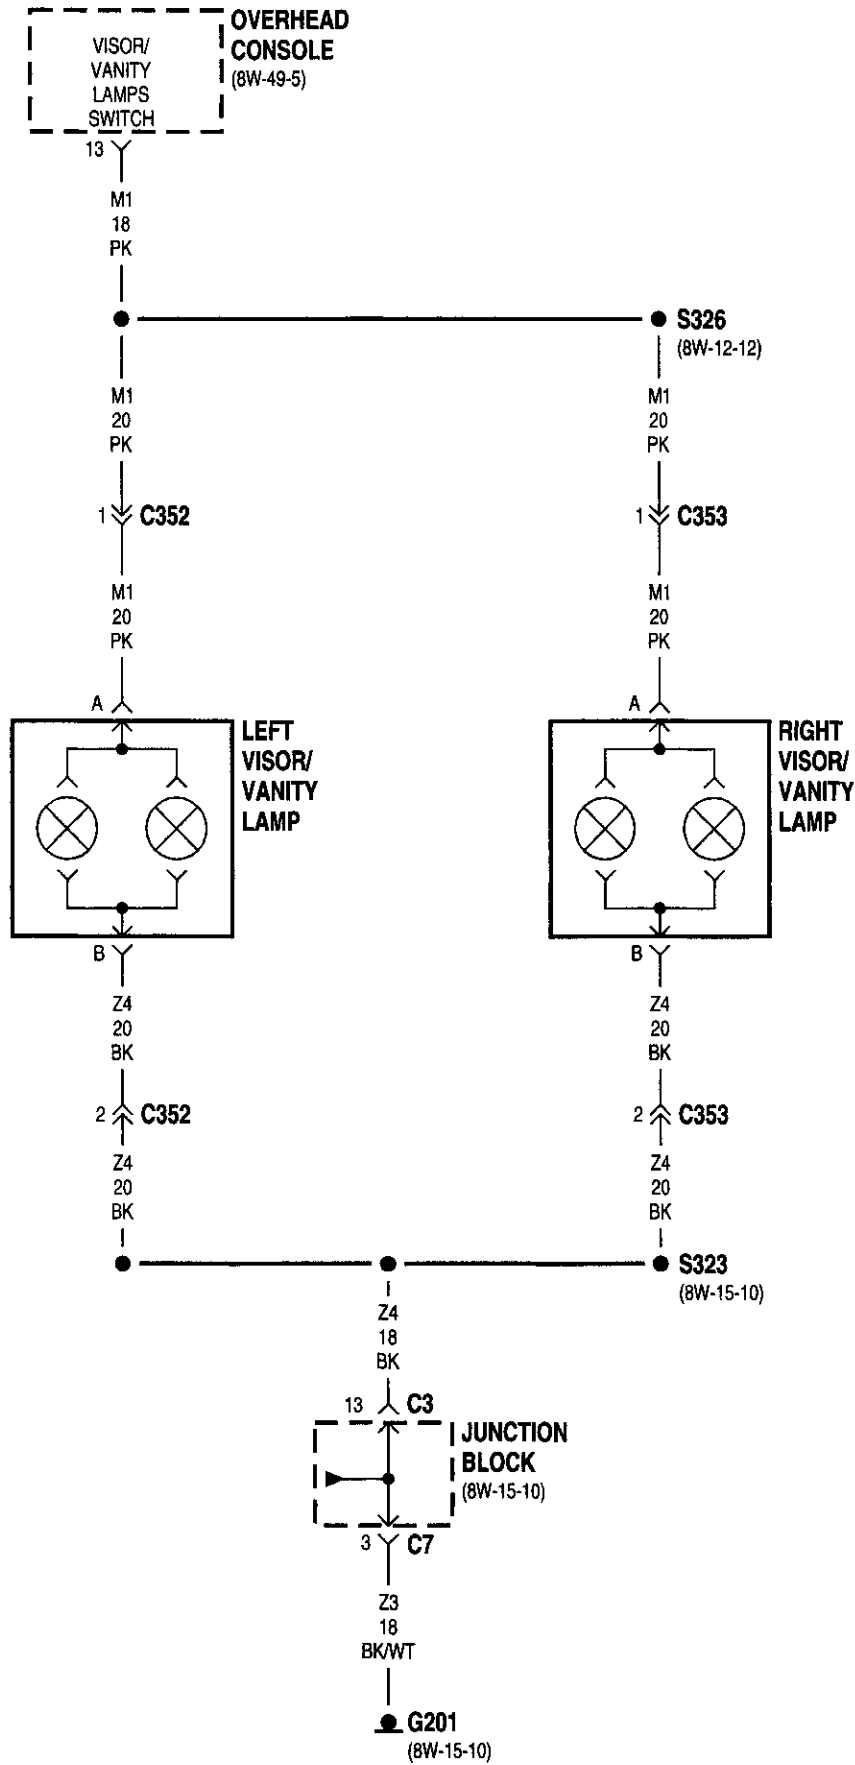 OVERHEAD
CONSOLE
(8W-49-5)
VISOR/
VANITY
LAMPS
SWITCH
13
M1
18
PK
S326
(8W-12-12)
M1
20
PK
M1
20
PK
1
C352
1
C353
M1
20
PK
M1
20
PK
A
A
LEFT
VISOR/
VANITY
LAMP
RIGHT
VISOR/
VANITY
LAMP
B
B
Z4
20
BK
Z4
20
BK
2
C352
2
C353
Z4
20
BK
Z4
20
BK
S323
(8W-15-10)
Z4
18
BK
13
C3
JUNCTION
BLOCK
(8W-15-10)
3
C7
Z3
18
BK/WT
G201
(8W-15-10)